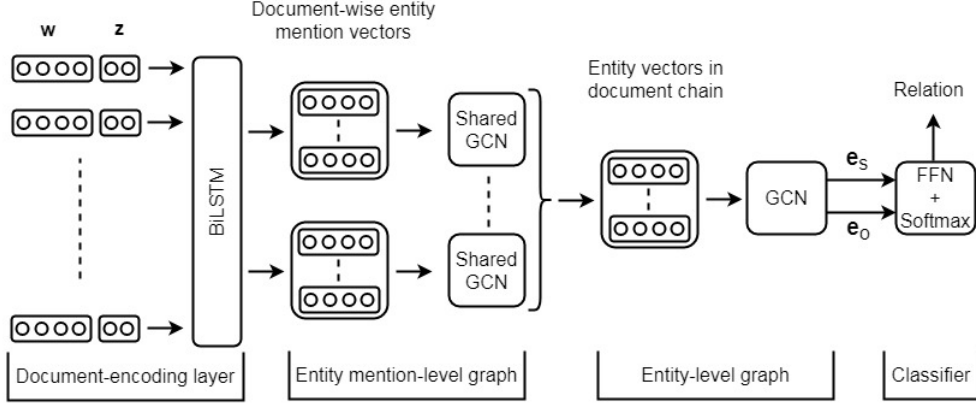 w
z
Document-wise entity
mention vectors
Entity vectors in
document chain
Relation
BiLSTM
Shared
GCN
Shared
GCN
GCN
e_S
e_O
FFN
+
Softmax
Document-encoding layer
Entity mention-level graph
Entity-level graph
Classifier